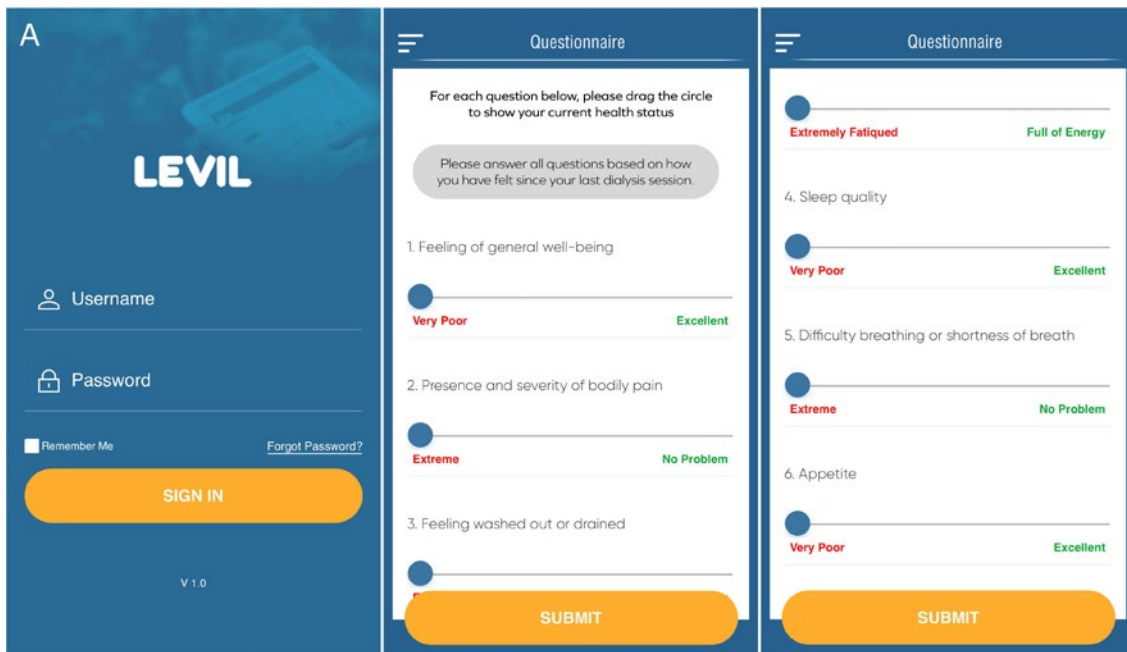 A
LEVIL
Username
Password
Remember Me
Forgot Password?
SIGN IN
V 1.0
Questionnaire
For each question below, please drag the circle
to show your current health status
Please answer all questions based on how
you have felt since your last dialysis session.
1. Feeling of general well-being
Very Poor
Excellent
2. Presence and severity of bodily pain
Extreme
No Problem
3. Feeling washed out or drained
SUBMIT
Questionnaire
Extremely Fatiqued
Full of Energy
4. Sleep quality
Very Poor
Excellent
5. Difficulty breathing or shortness of breath
Extreme
No Problem
6. Appetite
Very Poor
Excellent
SUBMIT